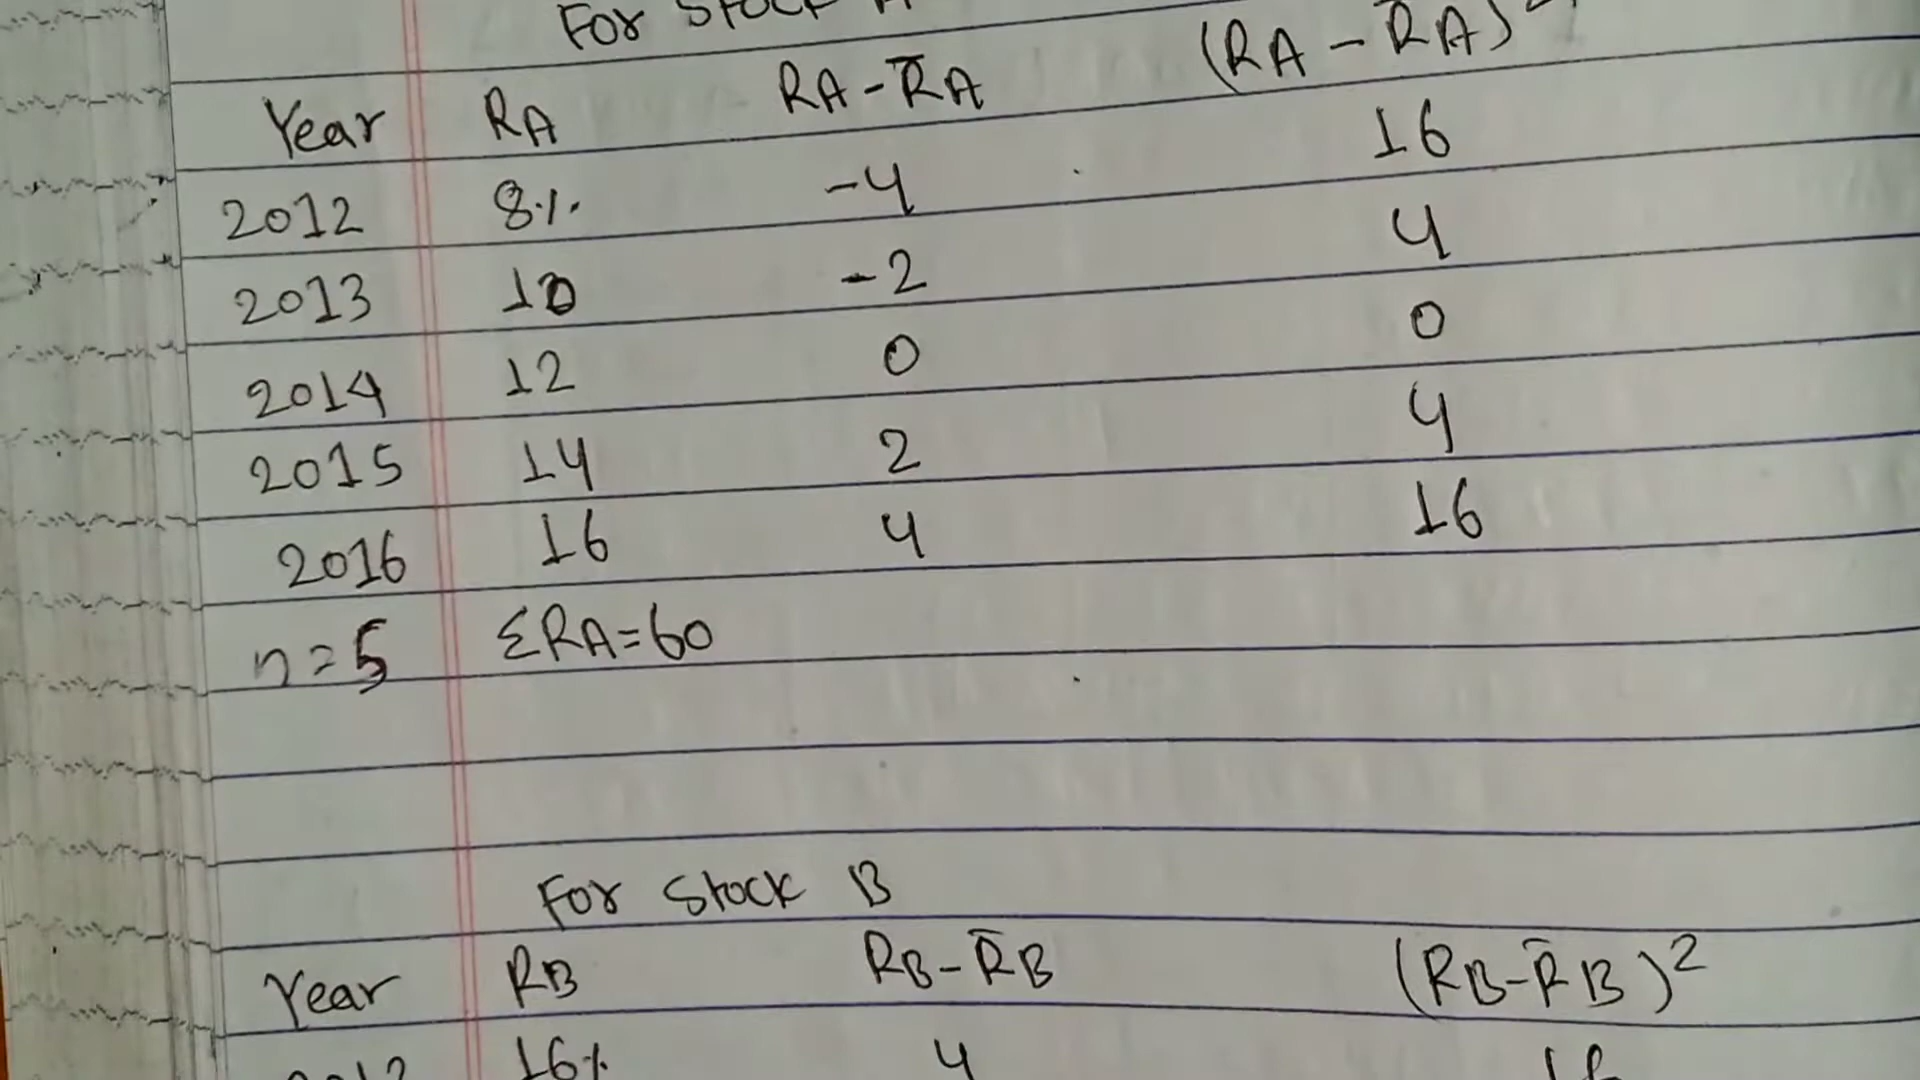 For Stock A
Year RA RA-R̄A (RA-R̄A)²
2012 8% -4 16
2013 10 -2 4
2014 12 0 0
2015 14 2 4
2016 16 4 16
n=5 ΣRA=60
For Stock B
Year RB RB-R̄B (RB-R̄B)²
2012 16% 4 16